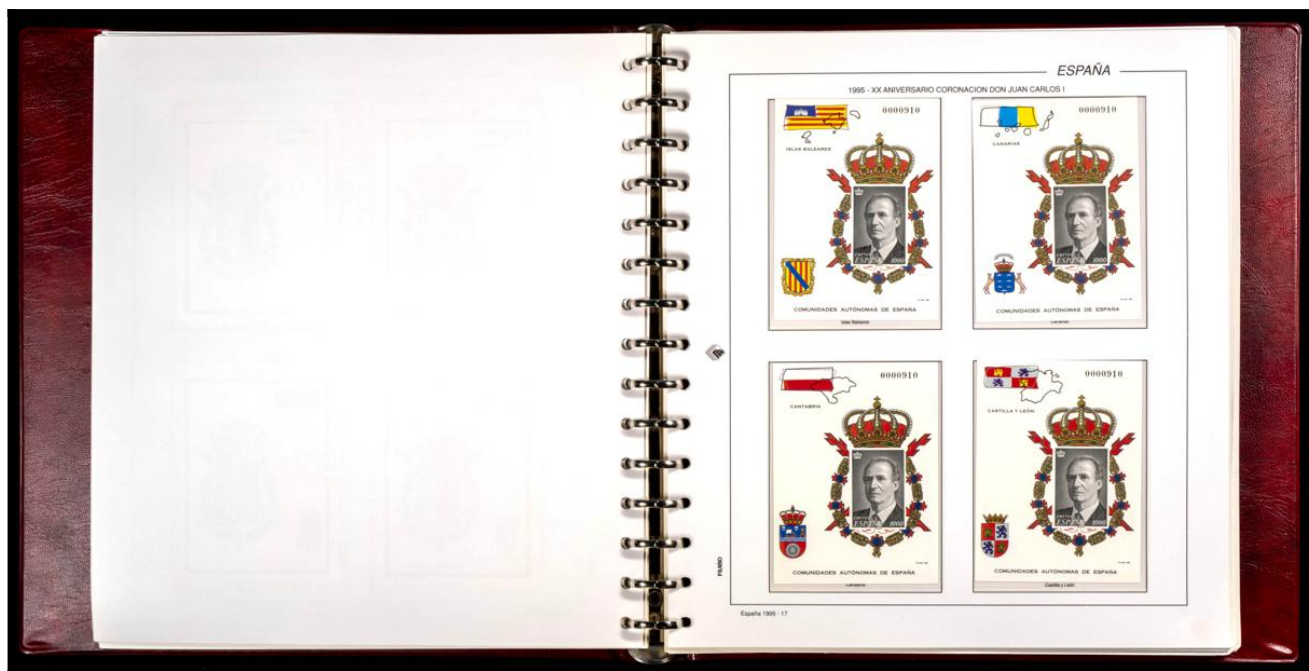 ESPAÑA
1995 - XX ANIVERSARIO CORONACION DON JUAN CARLOS I
0000910
ISLAS BALEARES
ESPAÑA 1000
COMUNIDADES AUTÓNOMAS DE ESPAÑA
Islas Baleares
0000910
CANARIAS
ESPAÑA 1000
COMUNIDADES AUTÓNOMAS DE ESPAÑA
Canarias
0000910
CANTABRIA
ESPAÑA 1000
COMUNIDADES AUTÓNOMAS DE ESPAÑA
Cantabria
0000910
CASTILLA Y LEÓN
ESPAÑA 1000
COMUNIDADES AUTÓNOMAS DE ESPAÑA
Castilla y León
FILABO
España 1995 - 17